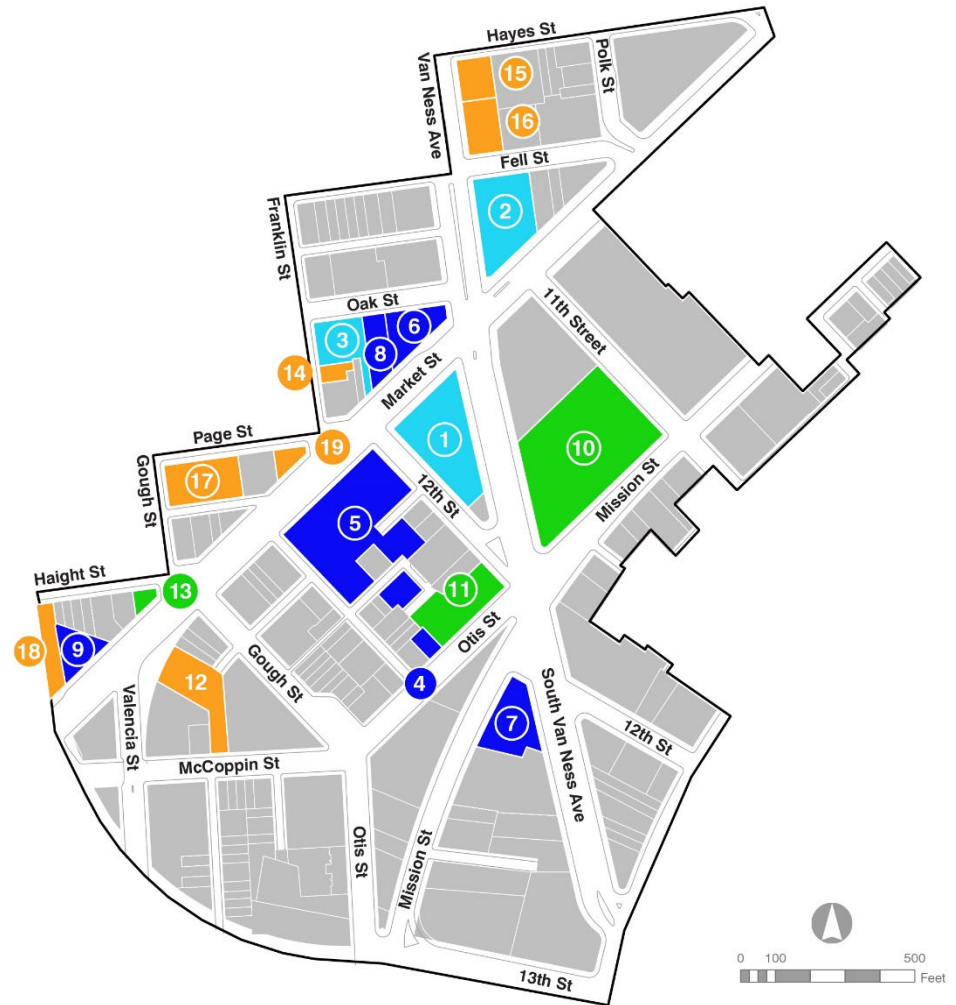 Hayes St
Van Ness Ave
Polk St
15
16
Fell St
2
Franklin St
11th Street
Oak St
3
6
8
14
Market St
1
Page St
19
10
Gough St
17
12th St
Mission St
5
Haight St
13
11
Otis St
18
9
12
Gough St
4
Valencia St
7
South Van Ness Ave
12th St
McCoppin St
Otis St
Mission St
13th St
0 100 500
Feet